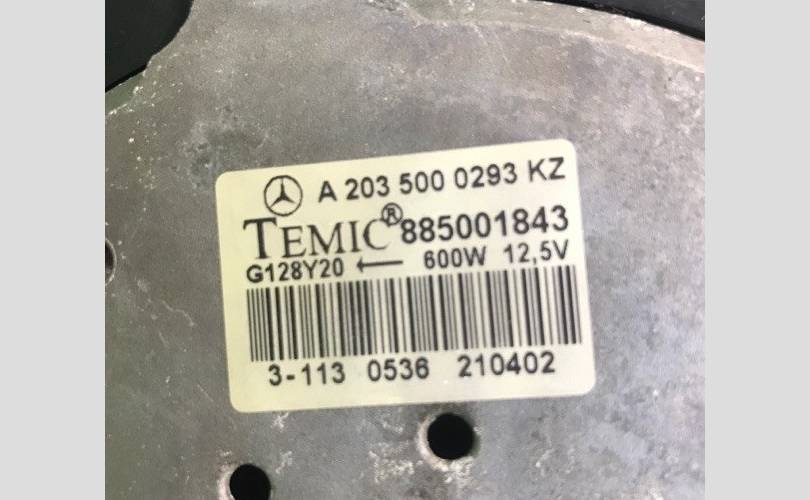 A 203 500 0293 KZ
TEMIC® 885001843
G128Y20 ← 600W 12,5V
3-113 0536 210402